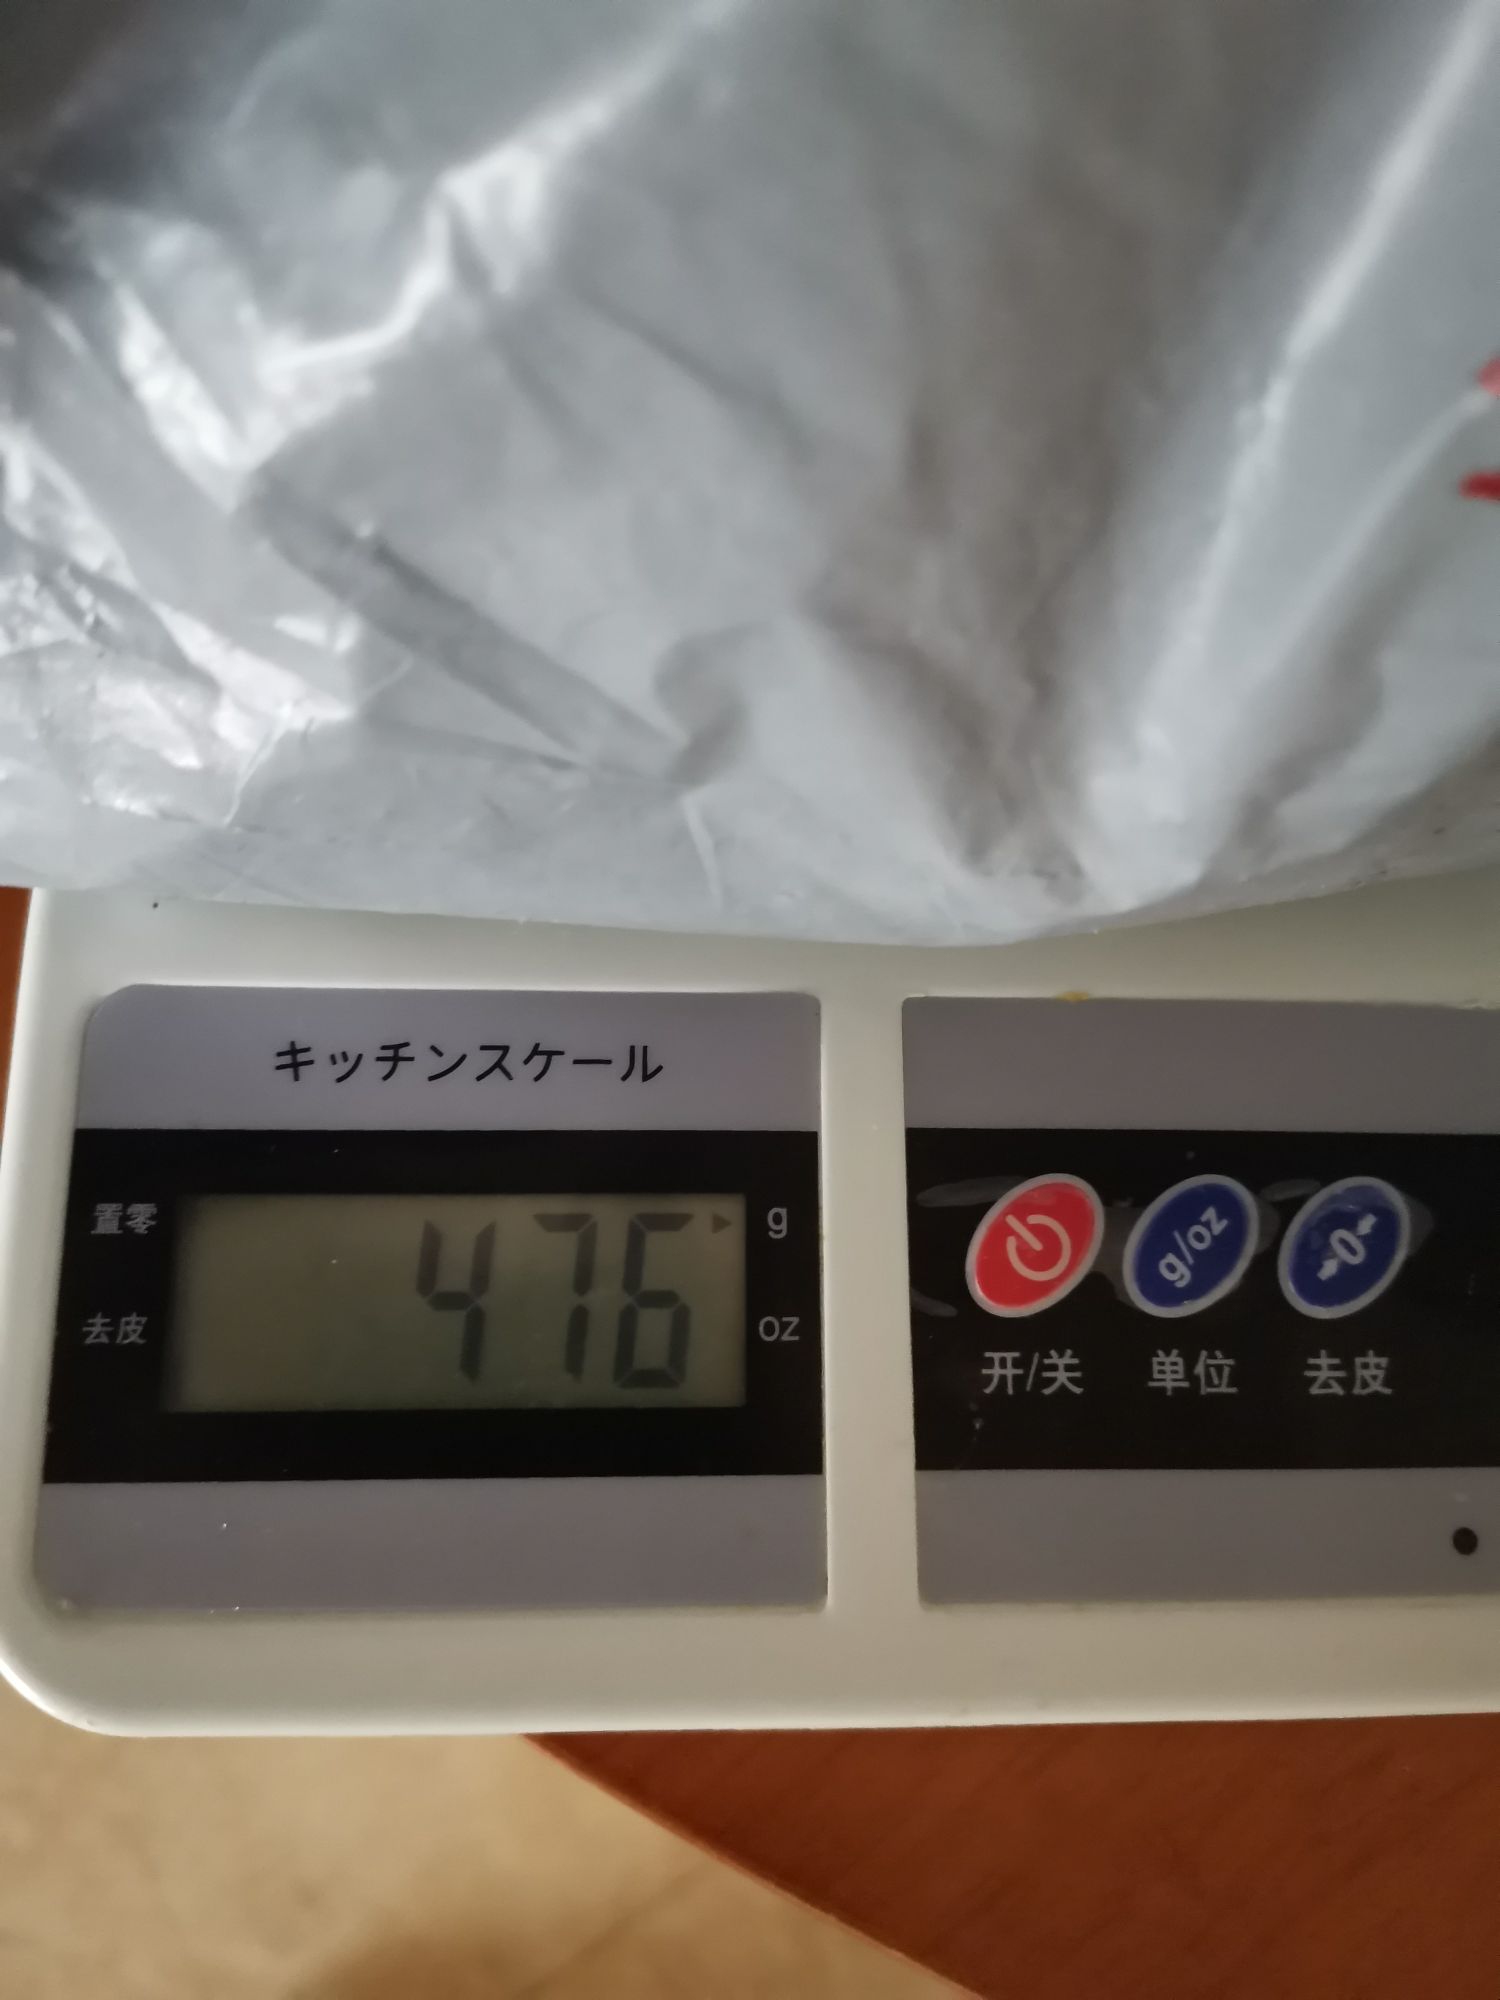 キッチンスケール
置零
476
g
去皮
oz
g/oz
0
开/关 单位 去皮